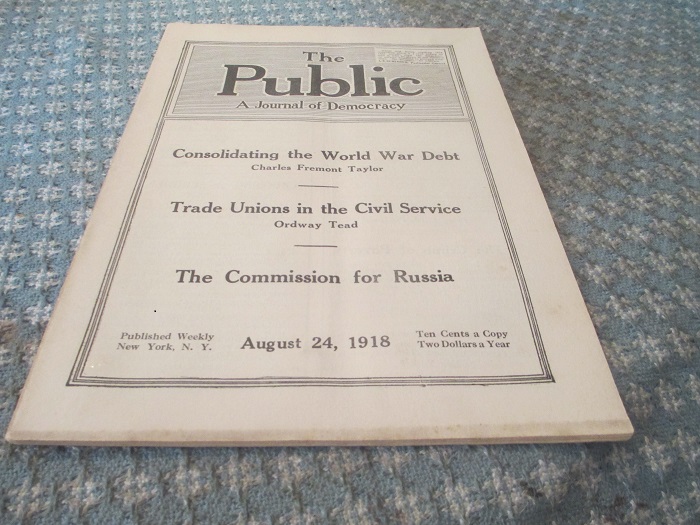 The
Public
A Journal of Democracy
Consolidating the World War Debt
Charles Fremont Taylor
Trade Unions in the Civil Service
Ordway Tead
The Commission for Russia
Published Weekly
New York, N. Y.
August 24, 1918
Ten Cents a Copy
Two Dollars a Year